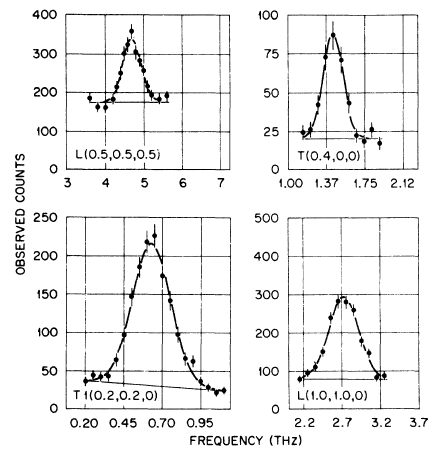 400
300
200
100
0
L(0.5,0.5,0.5)
3 4 5 6 7
100
75
50
25
0
T(0.4,0,0)
1.00 1.37 1.75 2.12
OBSERVED COUNTS
250
200
150
100
50
0
T1(0.2,0.2,0)
0.20 0.45 0.70 0.95
500
400
300
200
100
0
L(1.0,1.0,0)
2.2 2.7 3.2 3.7
FREQUENCY (THZ)